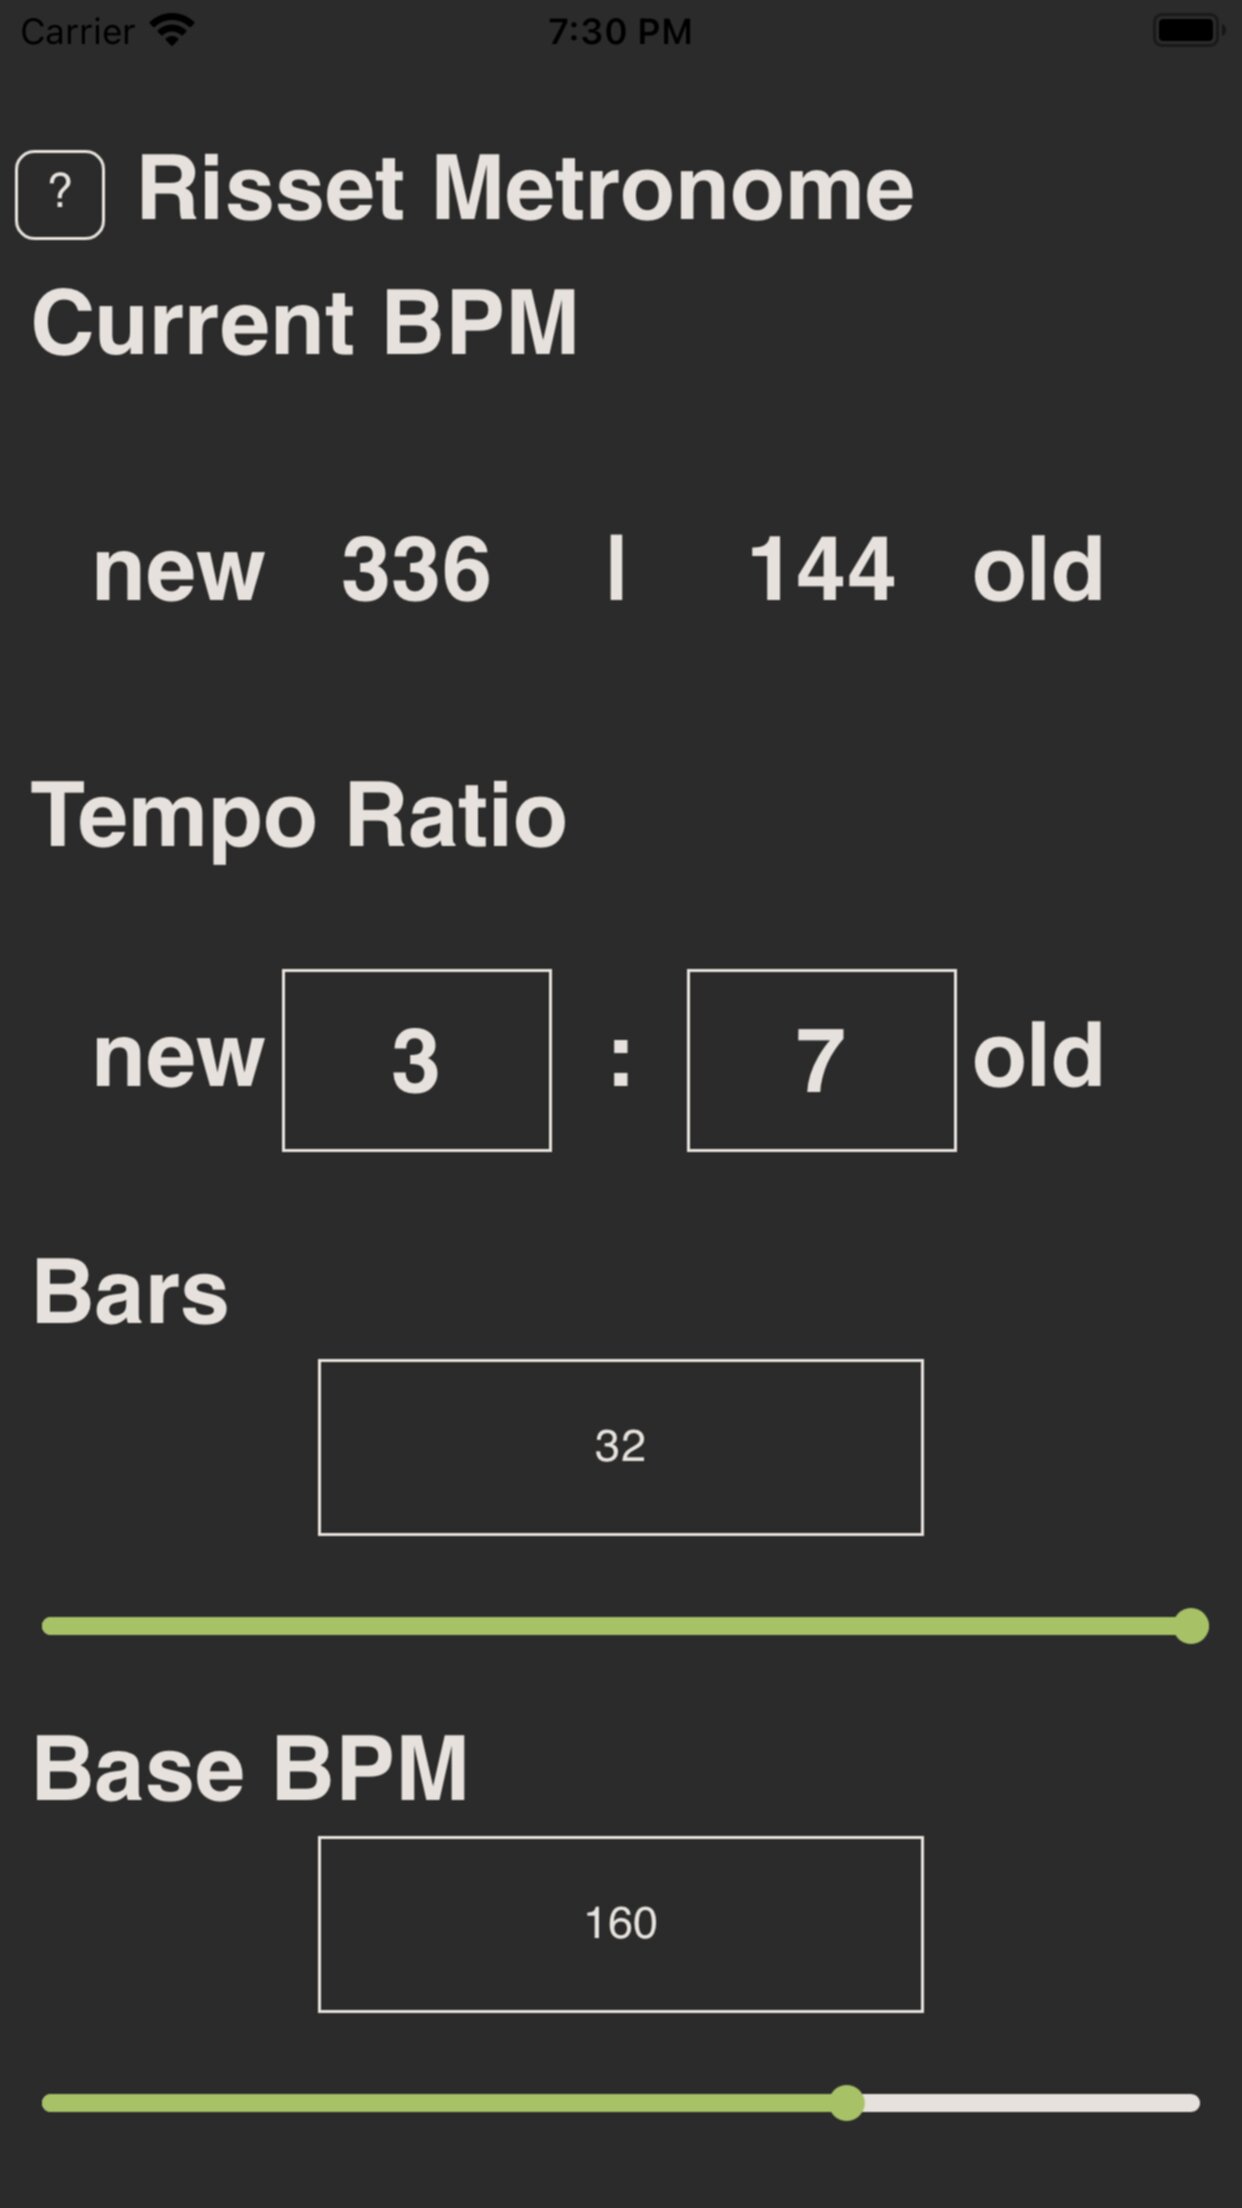 Carrier 7:30 PM
? Risset Metronome
Current BPM
new 336 | 144 old
Tempo Ratio
new 3 : 7 old
Bars
32
Base BPM
160